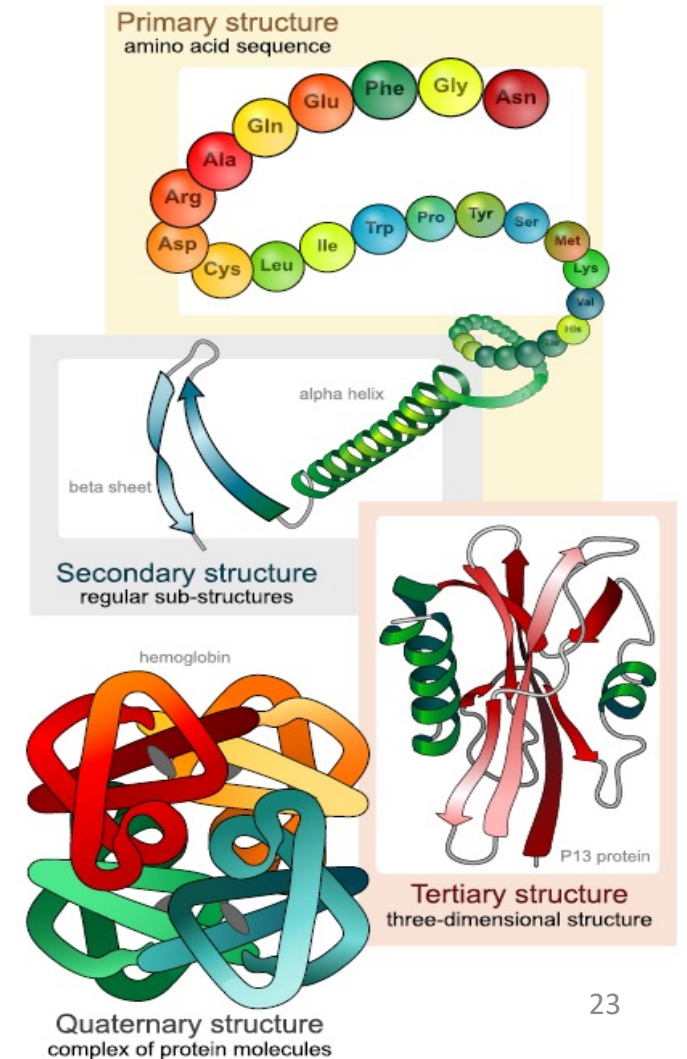 Primary structure
amino acid sequence
Asn
Gly
Phe
Glu
Gln
Ala
Arg
Asp
Cys
Leu
Ile
Trp
Pro
Tyr
Ser
Met
Lys
Val
His
alpha helix
beta sheet
Secondary structure
regular sub-structures
P13 protein
Tertiary structure
three-dimensional structure
hemoglobin
Quaternary structure
complex of protein molecules
23